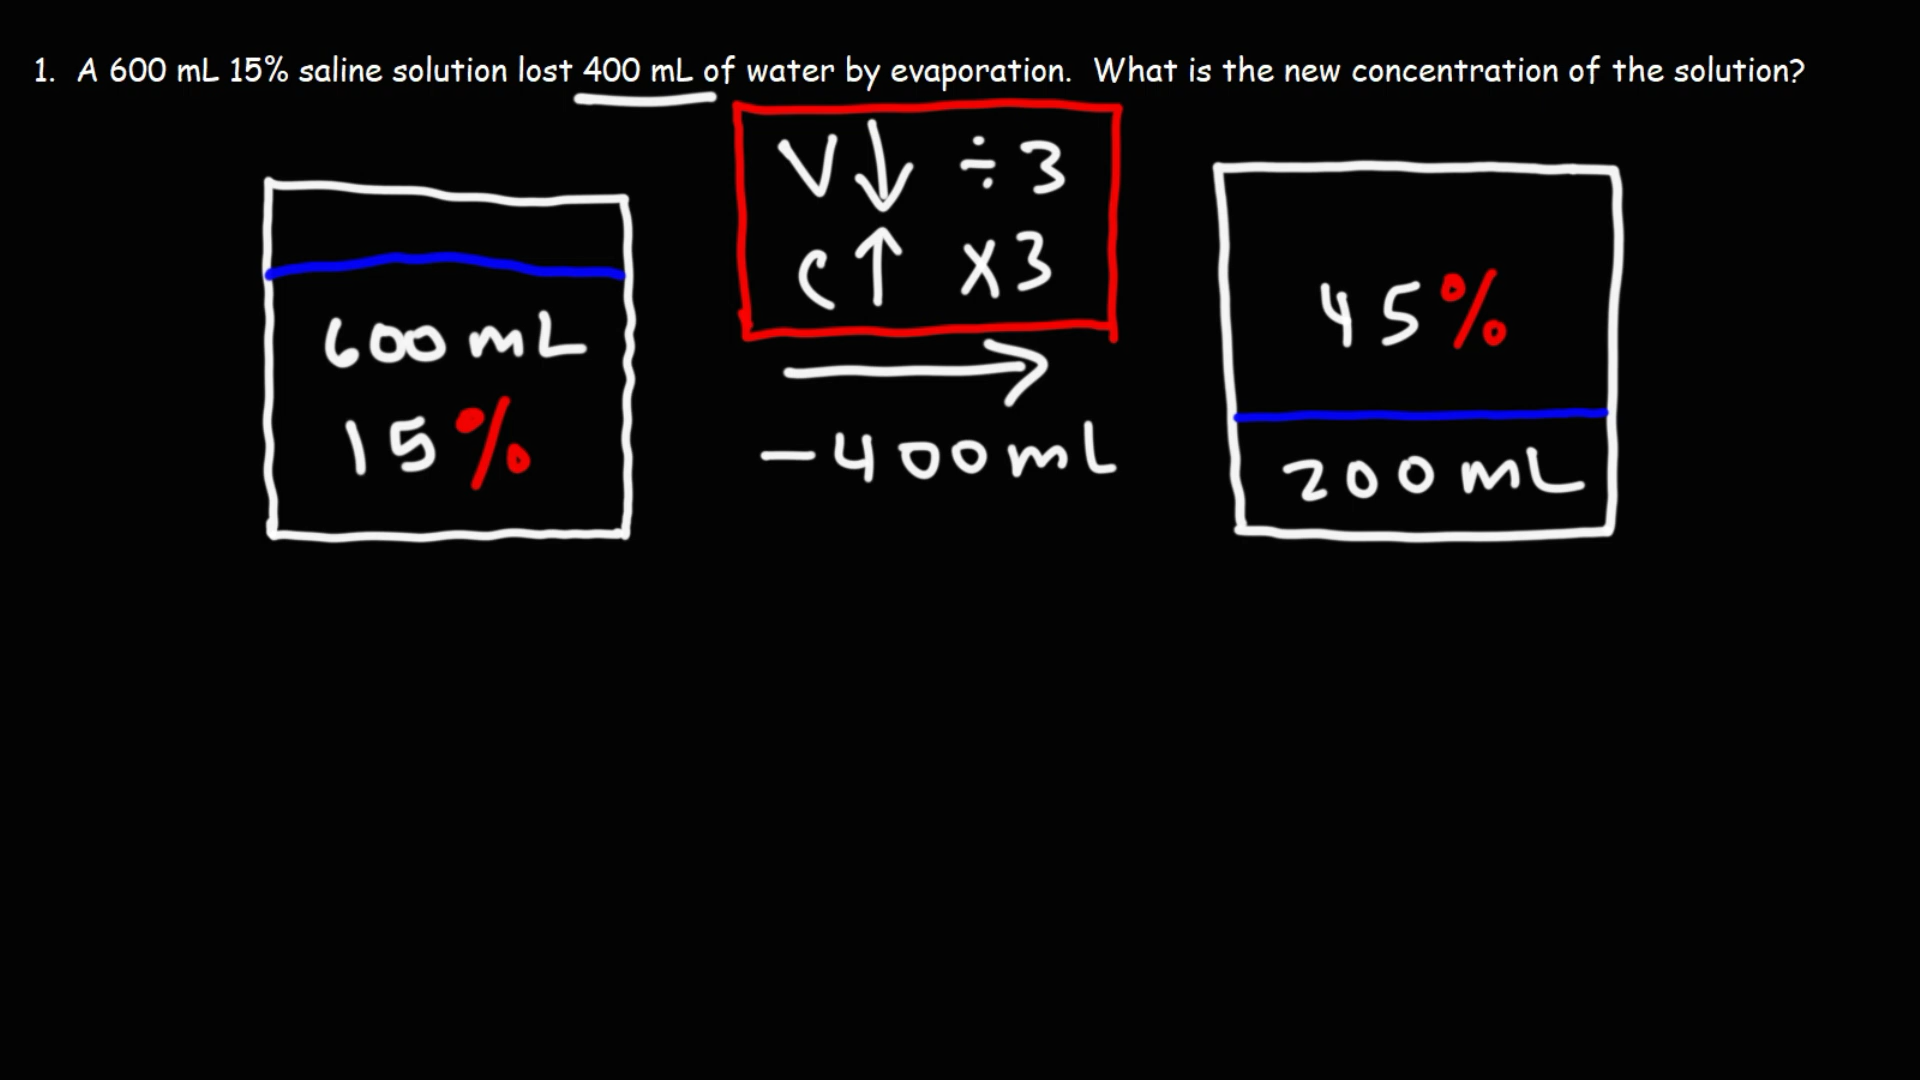 1. A 600 mL 15% saline solution lost 400 mL of water by evaporation. What is the new concentration of the solution?
V↓ ÷3
C↑ x3
600 mL
15%
-400 mL
45%
200 mL